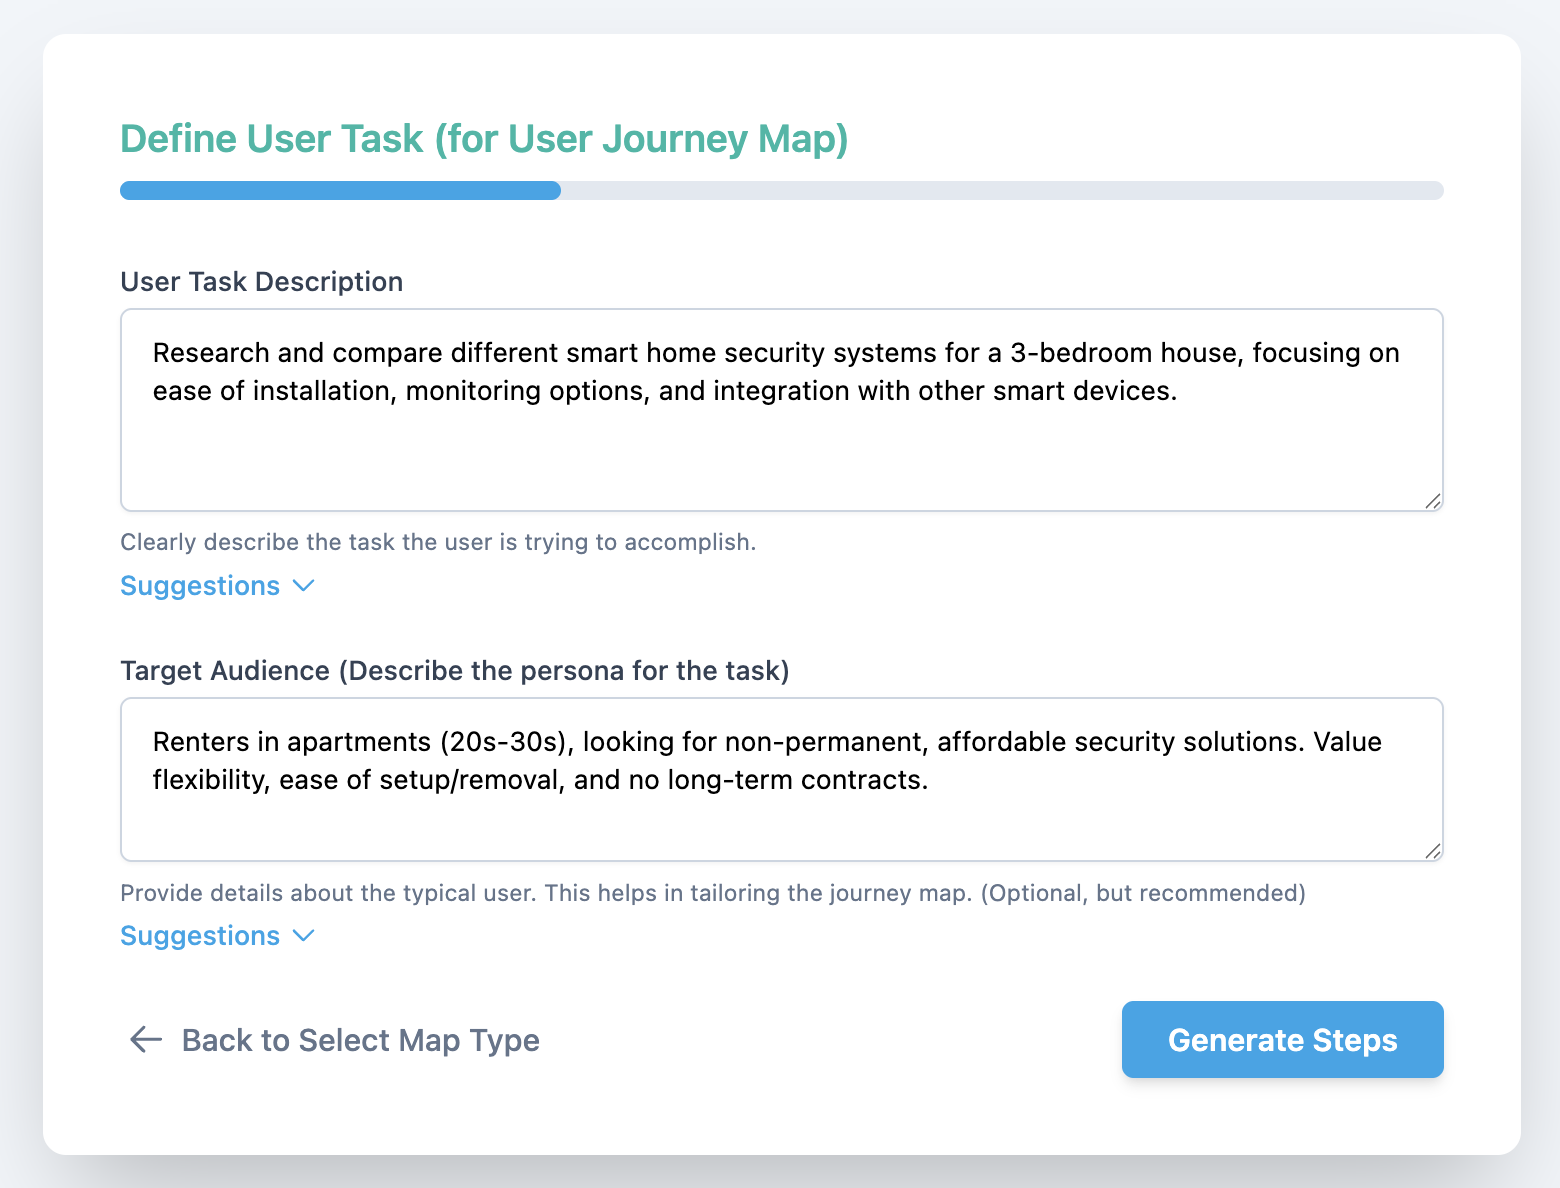 Define User Task (for User Journey Map)
User Task Description
Research and compare different smart home security systems for a 3-bedroom house, focusing on
ease of installation, monitoring options, and integration with other smart devices.
Clearly describe the task the user is trying to accomplish.
Suggestions
Target Audience (Describe the persona for the task)
Renters in apartments (20s-30s), looking for non-permanent, affordable security solutions. Value
flexibility, ease of setup/removal, and no long-term contracts.
Provide details about the typical user. This helps in tailoring the journey map. (Optional, but recommended)
Suggestions
Back to Select Map Type
Generate Steps